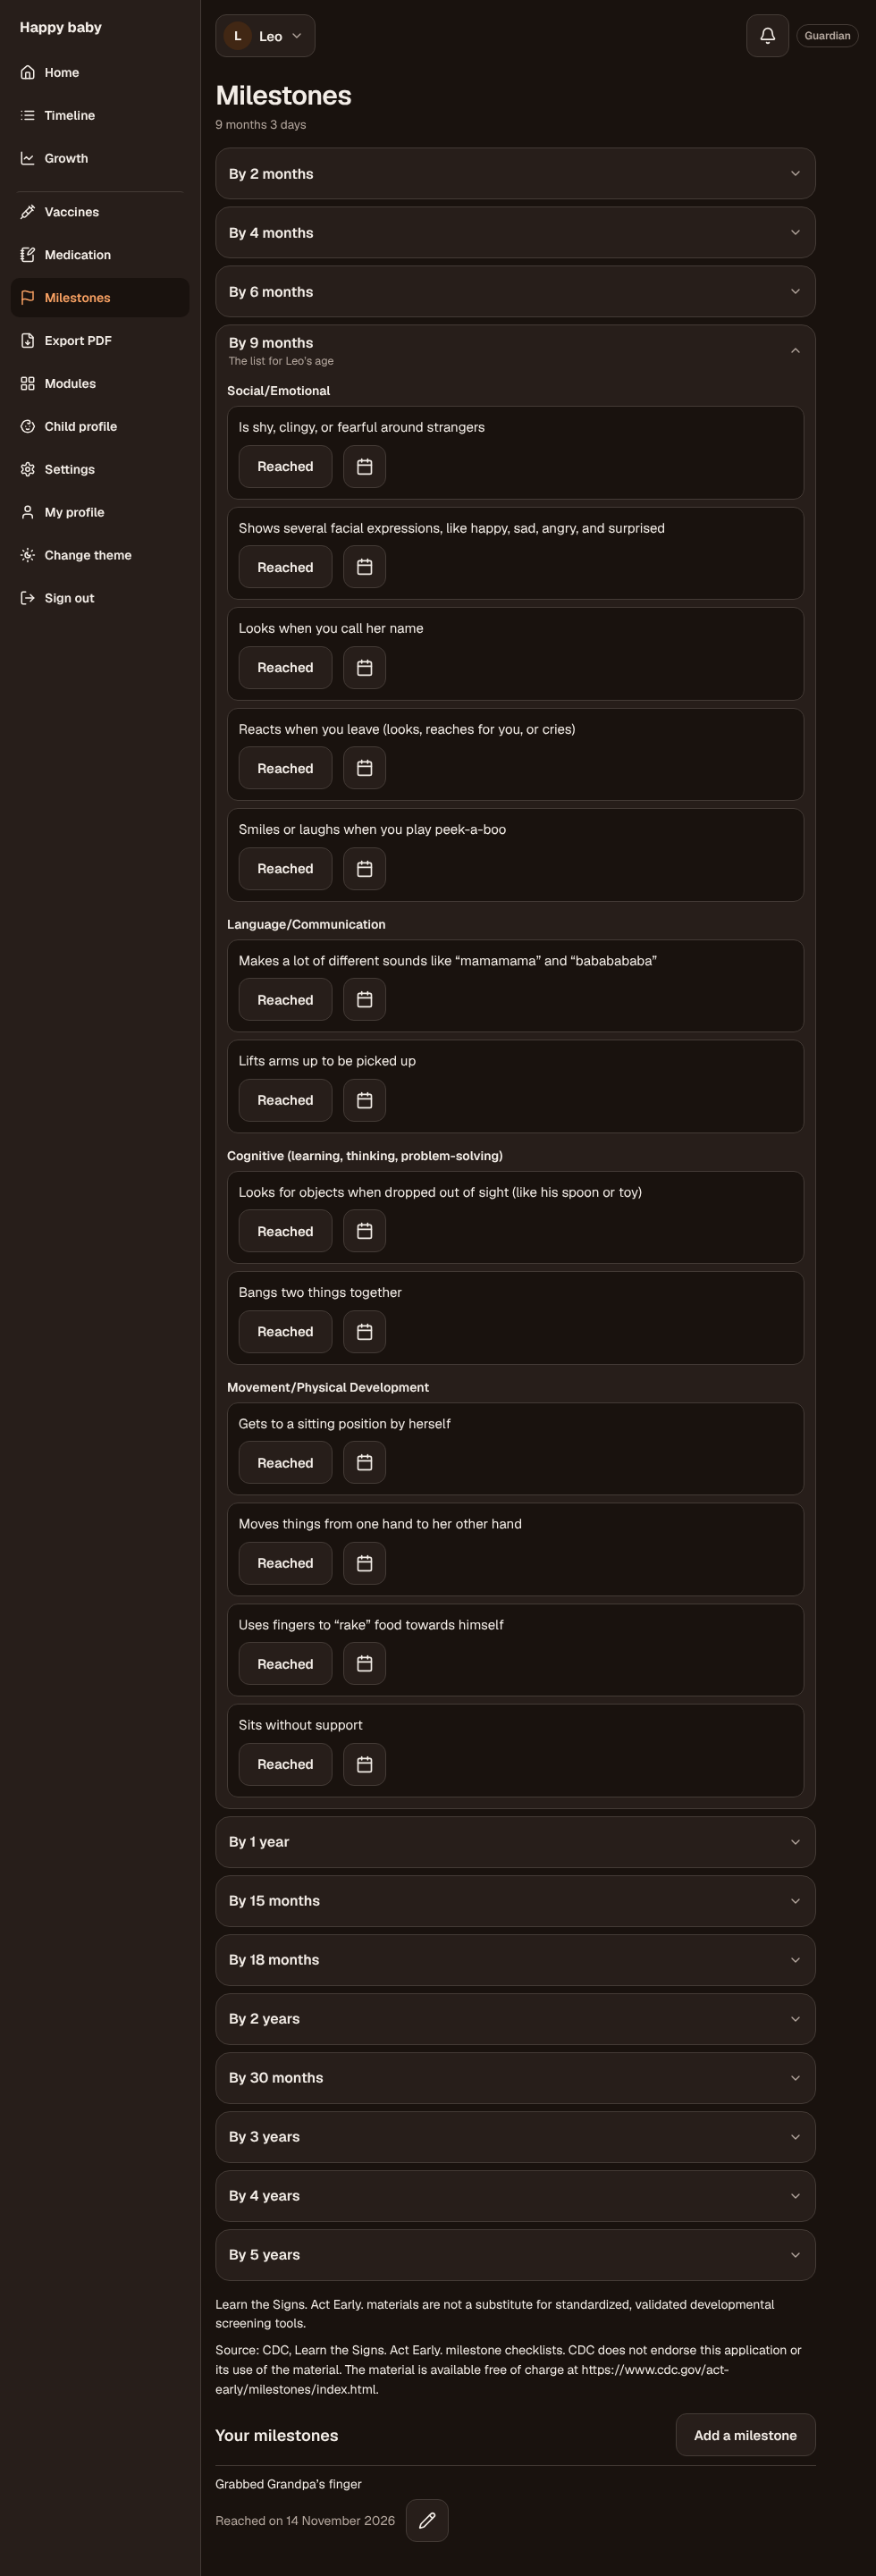 Happy baby
Home
Timeline
Growth
Vaccines
Medication
Milestones
Export PDF
Modules
Child profile
Settings
My profile
Change theme
Sign out
L Leo
Guardian
Milestones
9 months 3 days
By 2 months
By 4 months
By 6 months
By 9 months
The list for Leo's age
Social/Emotional
Is shy, clingy, or fearful around strangers
Reached
Shows several facial expressions, like happy, sad, angry, and surprised
Reached
Looks when you call her name
Reached
Reacts when you leave (looks, reaches for you, or cries)
Reached
Smiles or laughs when you play peek-a-boo
Reached
Language/Communication
Makes a lot of different sounds like “mamamama” and “babababababa”
Reached
Lifts arms up to be picked up
Reached
Cognitive (learning, thinking, problem-solving)
Looks for objects when dropped out of sight (like his spoon or toy)
Reached
Bangs two things together
Reached
Movement/Physical Development
Gets to a sitting position by herself
Reached
Moves things from one hand to her other hand
Reached
Uses fingers to “rake” food towards himself
Reached
Sits without support
Reached
By 1 year
By 15 months
By 18 months
By 2 years
By 30 months
By 3 years
By 4 years
By 5 years
Learn the Signs. Act Early. materials are not a substitute for standardized, validated developmental
screening tools.
Source: CDC, Learn the Signs. Act Early. milestone checklists. CDC does not endorse this application or
its use of the material. The material is available free of charge at https://www.cdc.gov/act-
early/milestones/index.html.
Your milestones
Add a milestone
Grabbed Grandpa's finger
Reached on 14 November 2026